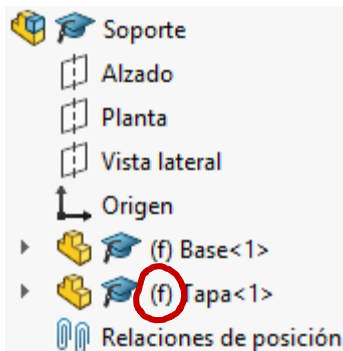 Soporte
Alzado
Planta
Vista lateral
Origen
(f) Base<1>
(f) Tapa<1>
Relaciones de posición